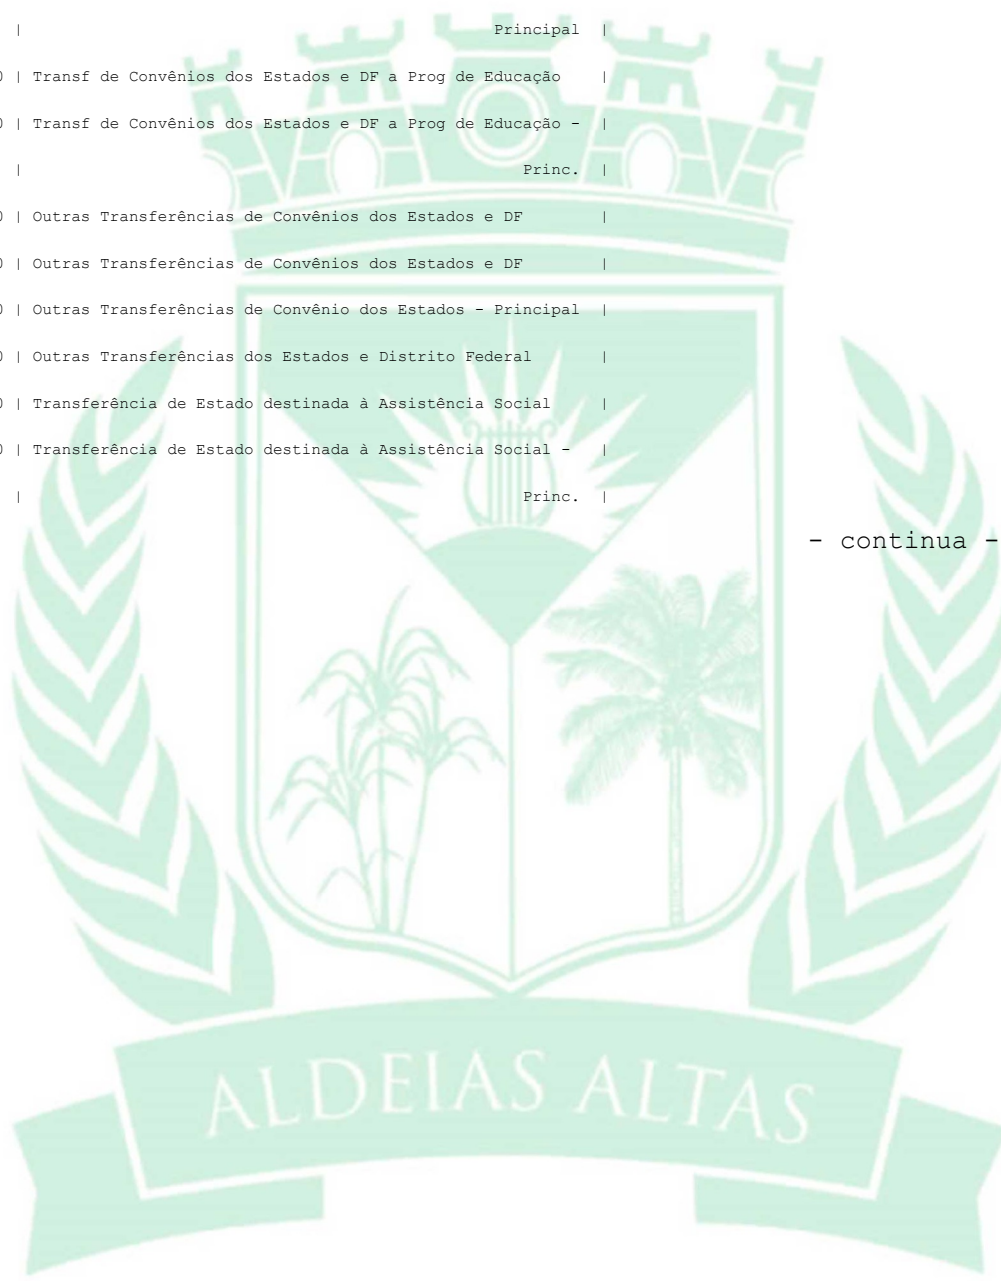 | Principal |
0 | Transf de Convênios dos Estados e DF a Prog de Educação |
0 | Transf de Convênios dos Estados e DF a Prog de Educação - |
| Princ. |
0 | Outras Transferências de Convênios dos Estados e DF |
0 | Outras Transferências de Convênios dos Estados e DF |
0 | Outras Transferências de Convênio dos Estados - Principal |
0 | Outras Transferências dos Estados e Distrito Federal |
0 | Transferência de Estado destinada à Assistência Social |
0 | Transferência de Estado destinada à Assistência Social - |
| Princ. |
- continua -
ALDEIAS ALTAS